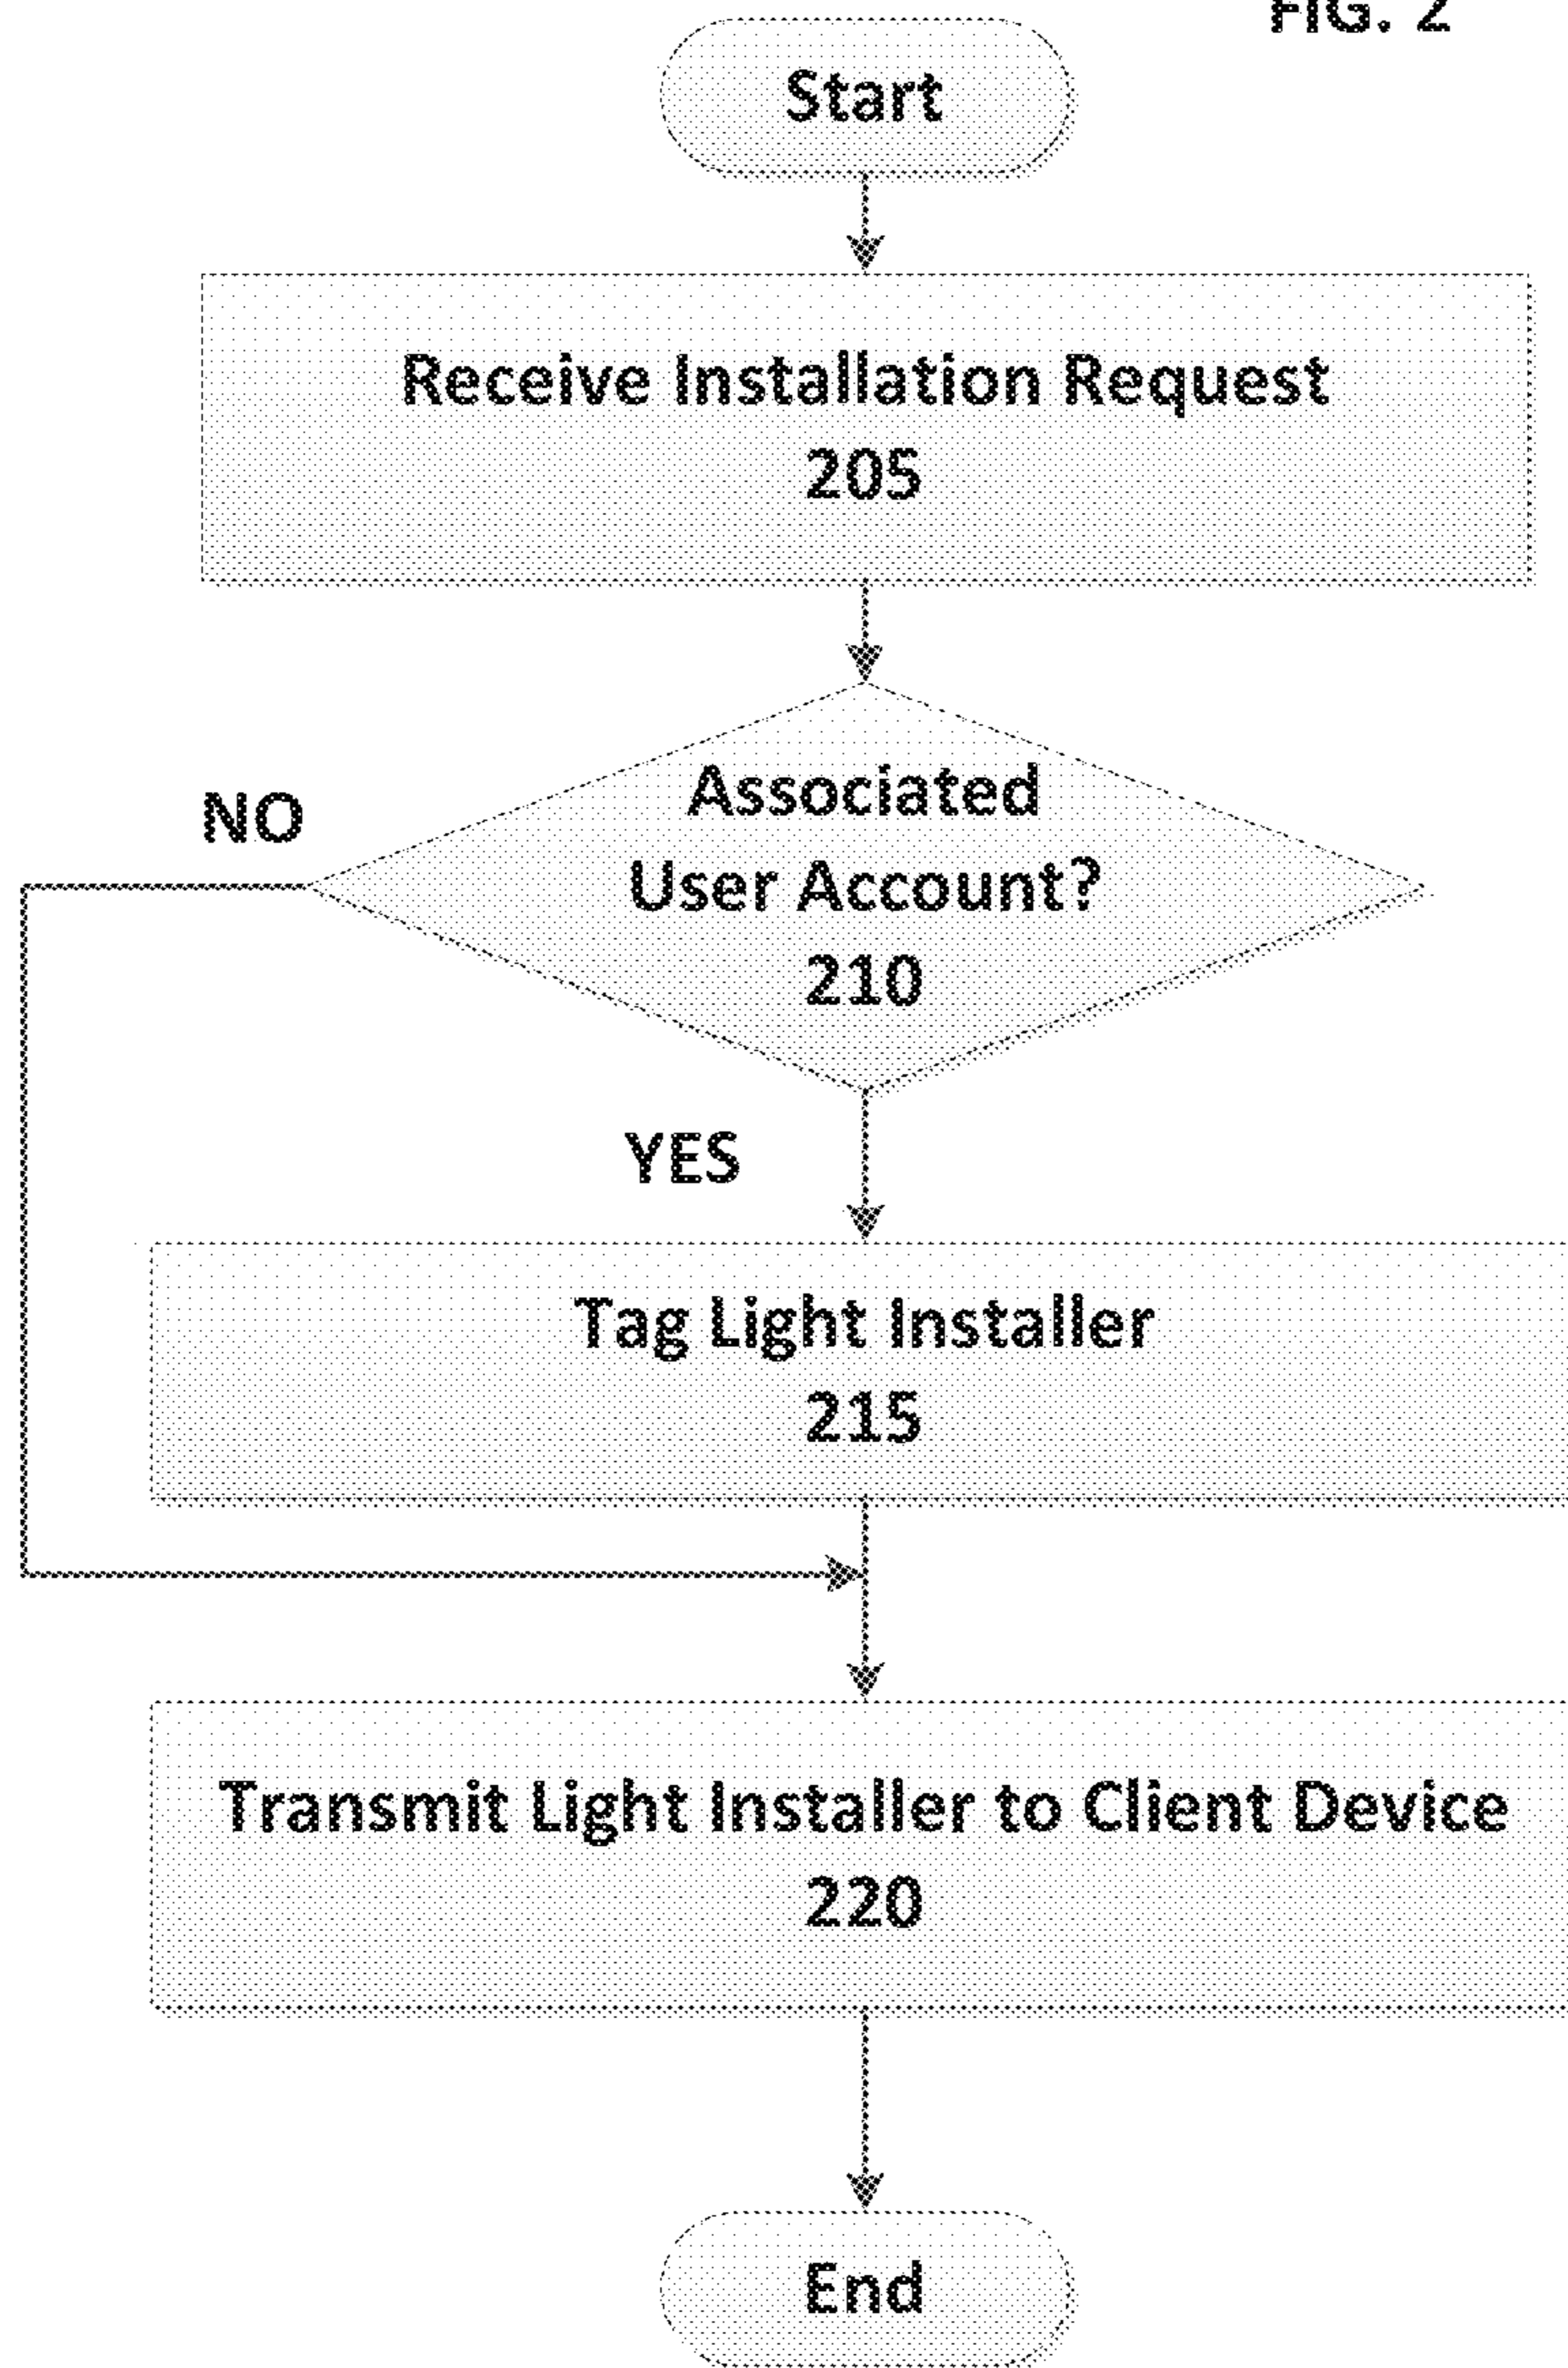 FIG. 2
Start
Receive Installation Request
205
Associated
User Account?
210
NO
YES
Tag Light Installer
215
Transmit Light Installer to Client Device
220
End